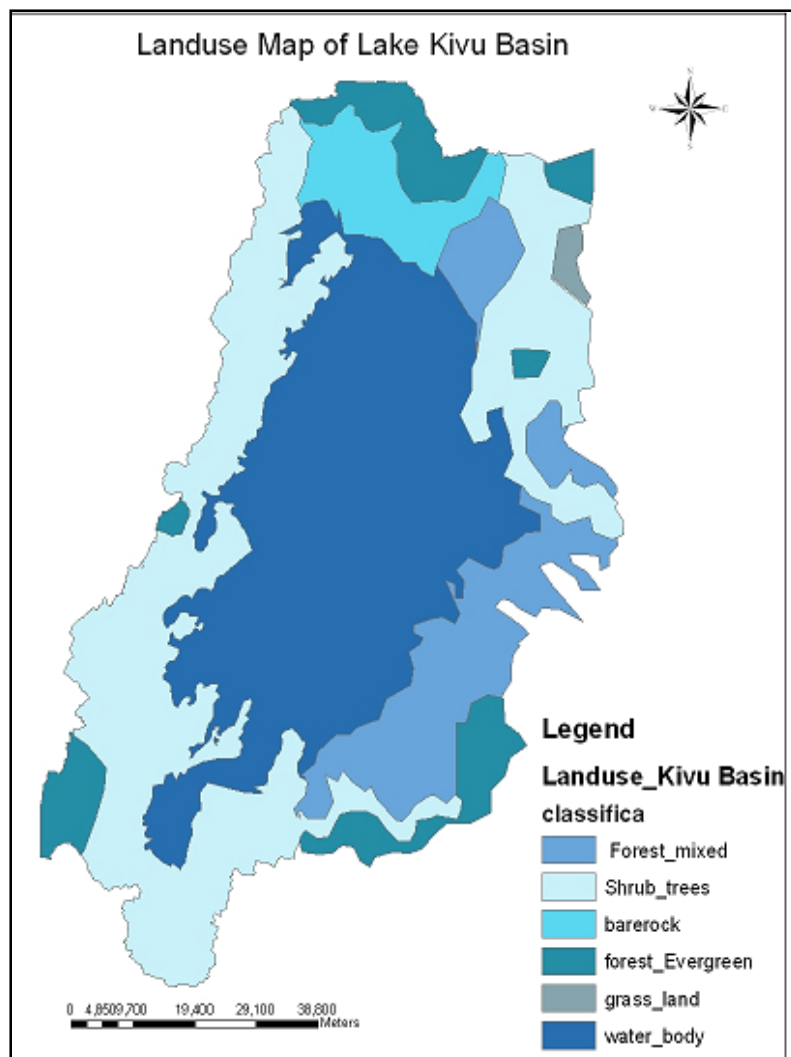 Landuse Map of Lake Kivu Basin
N
W E
S
Legend
Landuse_Kivu Basin
classifica
Forest_mixed
Shrub_trees
barerock
forest_Evergreen
grass_land
water_body
0 4,8509,700 19,400 29,100 38,800
Meters